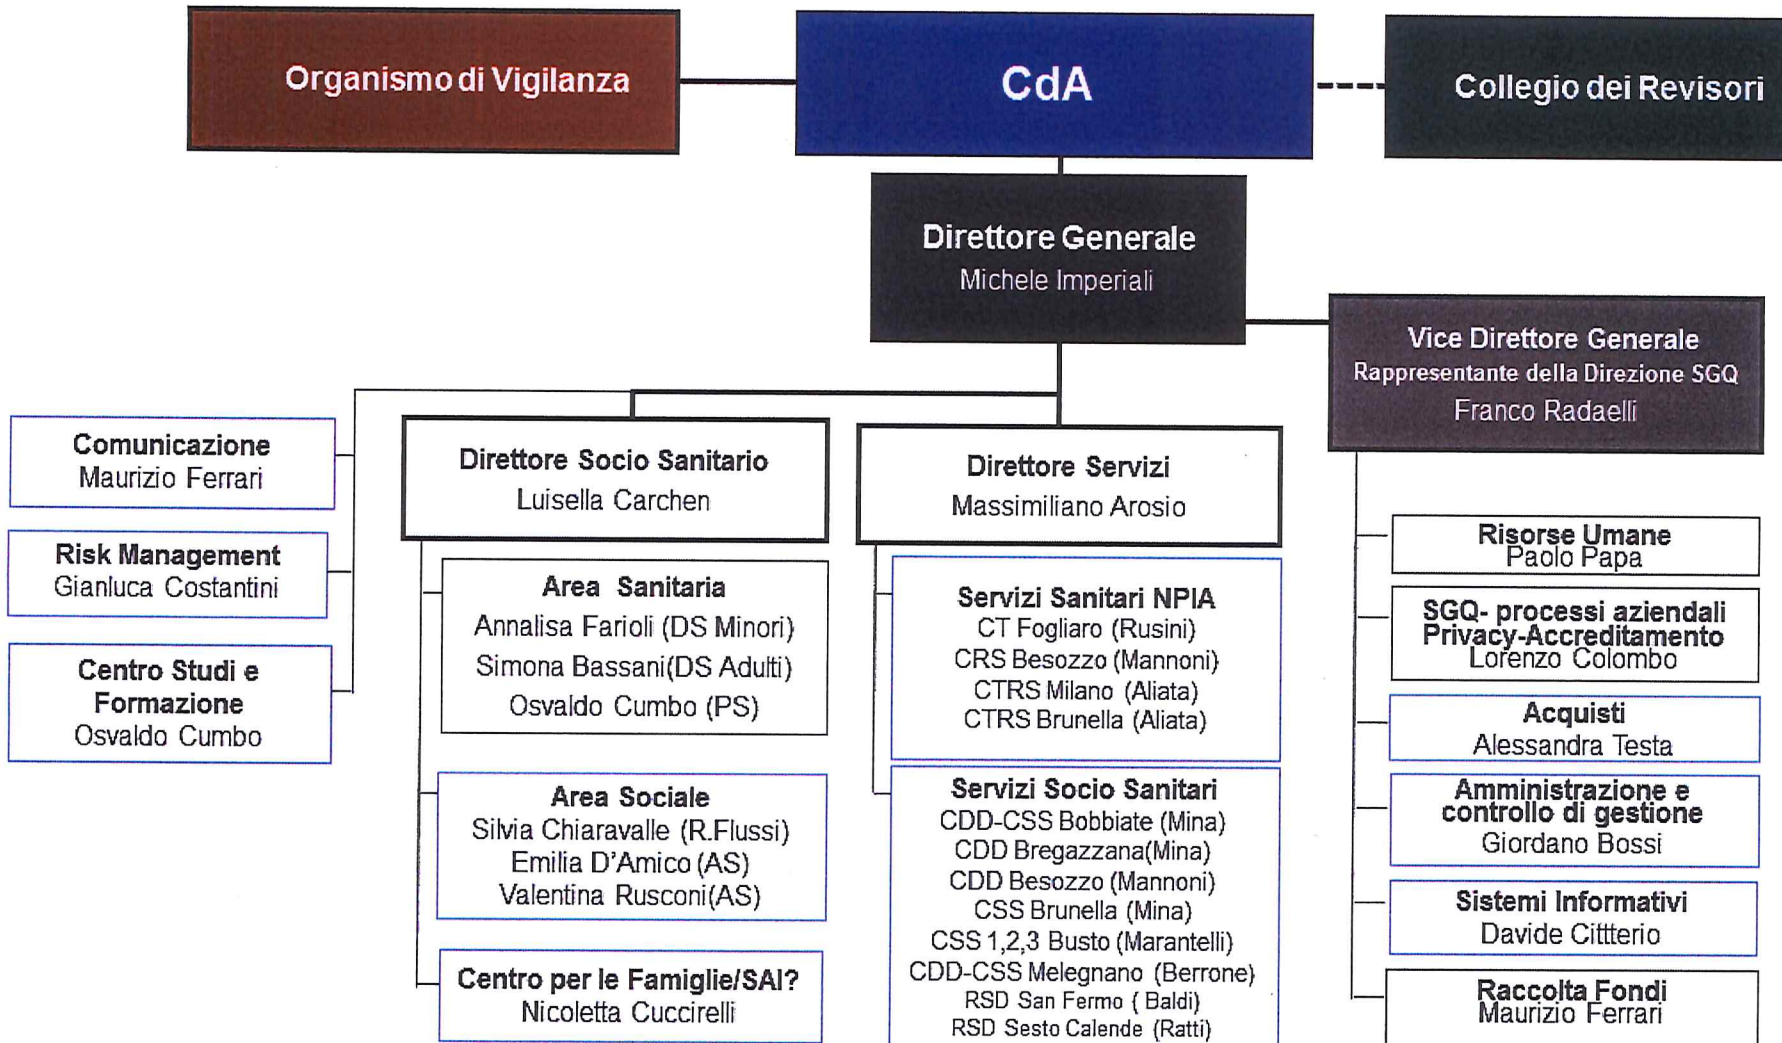 Organismo di Vigilanza
CdA
Collegio dei Revisori
Direttore Generale
Michele Imperiali
Vice Direttore Generale
Rappresentante della Direzione SGQ
Franco Radaelli
Comunicazione
Maurizio Ferrari
Risk Management
Gianluca Costantini
Centro Studi e
Formazione
Osvaldo Cumbo
Direttore Socio Sanitario
Luisella Carchen
Area Sanitaria
Annalisa Farioli (DS Minori)
Simona Bassani(DS Adulti)
Osvaldo Cumbo (PS)
Area Sociale
Silvia Chiaravalle (R.Flussi)
Emilia D'Amico (AS)
Valentina Rusconi(AS)
Centro per le Famiglie/SAI?
Nicoletta Cuccirelli
Direttore Servizi
Massimiliano Arosio
Servizi Sanitari NPIA
CT Fogliaro (Rusini)
CRS Besozzo (Mannoni)
CTRS Milano (Aliata)
CTRS Brunella (Aliata)
Servizi Socio Sanitari
CDD-CSS Bobbiate (Mina)
CDD Bregazzana(Mina)
CDD Besozzo (Mannoni)
CSS Brunella (Mina)
CSS 1,2,3 Busto (Marantelli)
CDD-CSS Melegnano (Berrone)
RSD San Fermo ( Baldi)
RSD Sesto Calende (Ratti)
Risorse Umane
Paolo Papa
SGQ- processi aziendali
Privacy-Accreditamento
Lorenzo Colombo
Acquisti
Alessandra Testa
Amministrazione e
controllo di gestione
Giordano Bossi
Sistemi Informativi
Davide Cittterio
Raccolta Fondi
Maurizio Ferrari